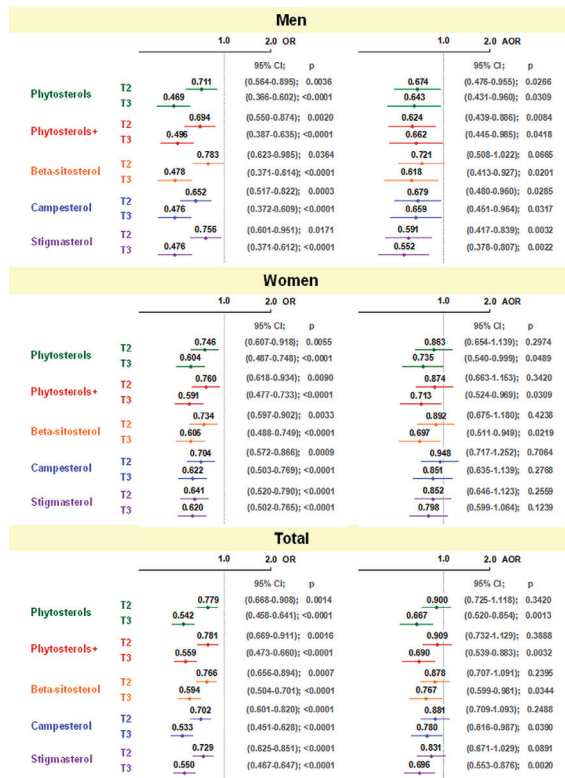 Men
1.0 2.0 OR 1.0 2.0 AOR
95% CI; p 95% CI; p
Phytosterols T2 0.711 (0.564-0.895); 0.0036 0.674 (0.476-0.955); 0.0266
T3 0.469 (0.366-0.602); <0.0001 0.643 (0.431-0.960); 0.0309
Phytosterols+ T2 0.694 (0.550-0.874); 0.0020 0.624 (0.439-0.886); 0.0084
T3 0.496 (0.387-0.635); <0.0001 0.662 (0.445-0.985); 0.0418
Beta-sitosterol T2 0.783 (0.623-0.985); 0.0364 0.721 (0.508-1.022); 0.0665
T3 0.478 (0.371-0.614); <0.0001 0.618 (0.413-0.927); 0.0201
Campesterol T2 0.652 (0.517-0.822); 0.0003 0.679 (0.480-0.960); 0.0285
T3 0.476 (0.372-0.609); <0.0001 0.659 (0.451-0.964); 0.0317
Stigmasterol T2 0.756 (0.601-0.951); 0.0171 0.591 (0.417-0.839); 0.0032
T3 0.476 (0.371-0.612); <0.0001 0.552 (0.378-0.807); 0.0022
Women
1.0 2.0 OR 1.0 2.0 AOR
95% CI; p 95% CI; p
Phytosterols T2 0.746 (0.607-0.918); 0.0055 0.863 (0.654-1.139); 0.2974
T3 0.604 (0.487-0.748); <0.0001 0.735 (0.540-0.999); 0.0489
Phytosterols+ T2 0.760 (0.618-0.934); 0.0090 0.874 (0.663-1.153); 0.3420
T3 0.591 (0.477-0.733); <0.0001 0.713 (0.524-0.969); 0.0309
Beta-sitosterol T2 0.734 (0.597-0.902); 0.0033 0.892 (0.675-1.180); 0.4238
T3 0.605 (0.488-0.749); <0.0001 0.697 (0.511-0.949); 0.0219
Campesterol T2 0.704 (0.572-0.866); 0.0009 0.948 (0.717-1.252); 0.7064
T3 0.622 (0.503-0.769); <0.0001 0.851 (0.635-1.139); 0.2768
Stigmasterol T2 0.641 (0.520-0.790); <0.0001 0.852 (0.646-1.123); 0.2559
T3 0.620 (0.502-0.765); <0.0001 0.798 (0.599-1.064); 0.1239
Total
1.0 2.0 OR 1.0 2.0 AOR
95% CI; p 95% CI; p
Phytosterols T2 0.779 (0.668-0.908); 0.0014 0.900 (0.725-1.118); 0.3420
T3 0.542 (0.458-0.641); <0.0001 0.667 (0.520-0.854); 0.0013
Phytosterols+ T2 0.781 (0.669-0.911); 0.0016 0.909 (0.732-1.129); 0.3888
T3 0.559 (0.473-0.660); <0.0001 0.690 (0.539-0.883); 0.0032
Beta-sitosterol T2 0.766 (0.656-0.894); 0.0007 0.878 (0.707-1.091); 0.2395
T3 0.594 (0.504-0.701); <0.0001 0.767 (0.599-0.981); 0.0344
Campesterol T2 0.702 (0.601-0.820); <0.0001 0.881 (0.709-1.093); 0.2488
T3 0.533 (0.451-0.628); <0.0001 0.780 (0.616-0.987); 0.0390
Stigmasterol T2 0.729 (0.625-0.851); <0.0001 0.831 (0.671-1.029); 0.0891
T3 0.550 (0.467-0.647); <0.0001 0.696 (0.553-0.876); 0.0020